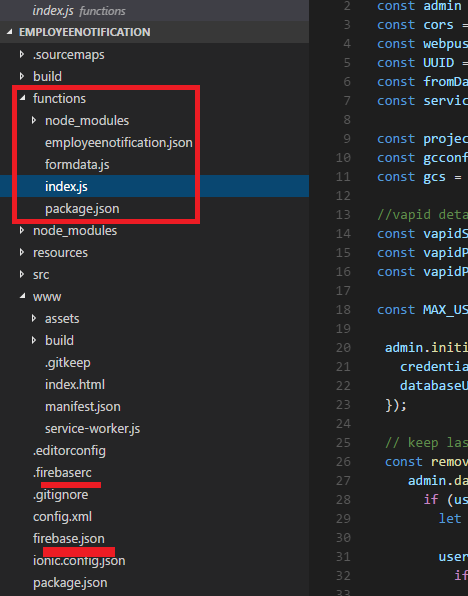 index.js functions
EMPLOYEENOTIFICATION
.sourcemaps
build
functions
node_modules
employeenotification.json
formdata.js
index.js
package.json
node_modules
resources
src
www
assets
build
.gitkeep
index.html
manifest.json
service-worker.js
.editorconfig
.firebaserc
.gitignore
config.xml
firebase.json
ionic.config.json
package.json
2 const admin
3 const cors =
4 const webpus
5 const UUID =
6 const fromDa
7 const servic
8
9 const projec
10 const gcconf
11 const gcs =
12
13 //vapid deta
14 const vapidS
15 const vapidP
16 const vapidP
17
18 const MAX_US
19
20 admin.initi
21 credentia
22 databaseU
23 });
24
25 // keep las
26 const remov
27 admin.da
28 if (us
29 let
30
31 user
32 if
33